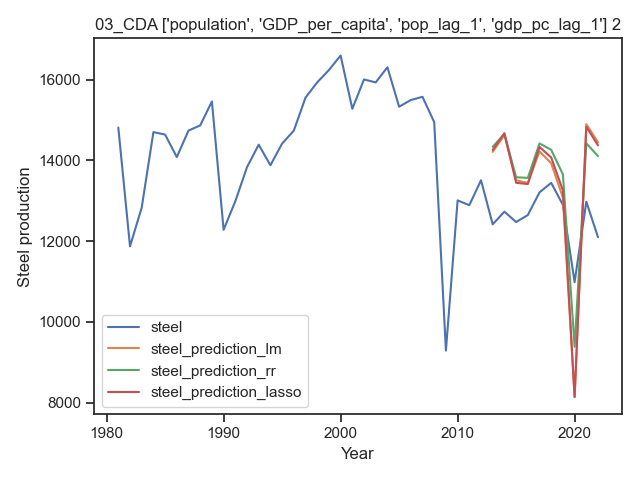 03_CDA ['population', 'GDP_per_capita', 'pop_lag_1', 'gdp_pc_lag_1'] 2
16000
14000
12000
10000
8000
Steel production
steel
steel_prediction_lm
steel_prediction_rr
steel_prediction_lasso
1980
1990
2000
2010
2020
Year